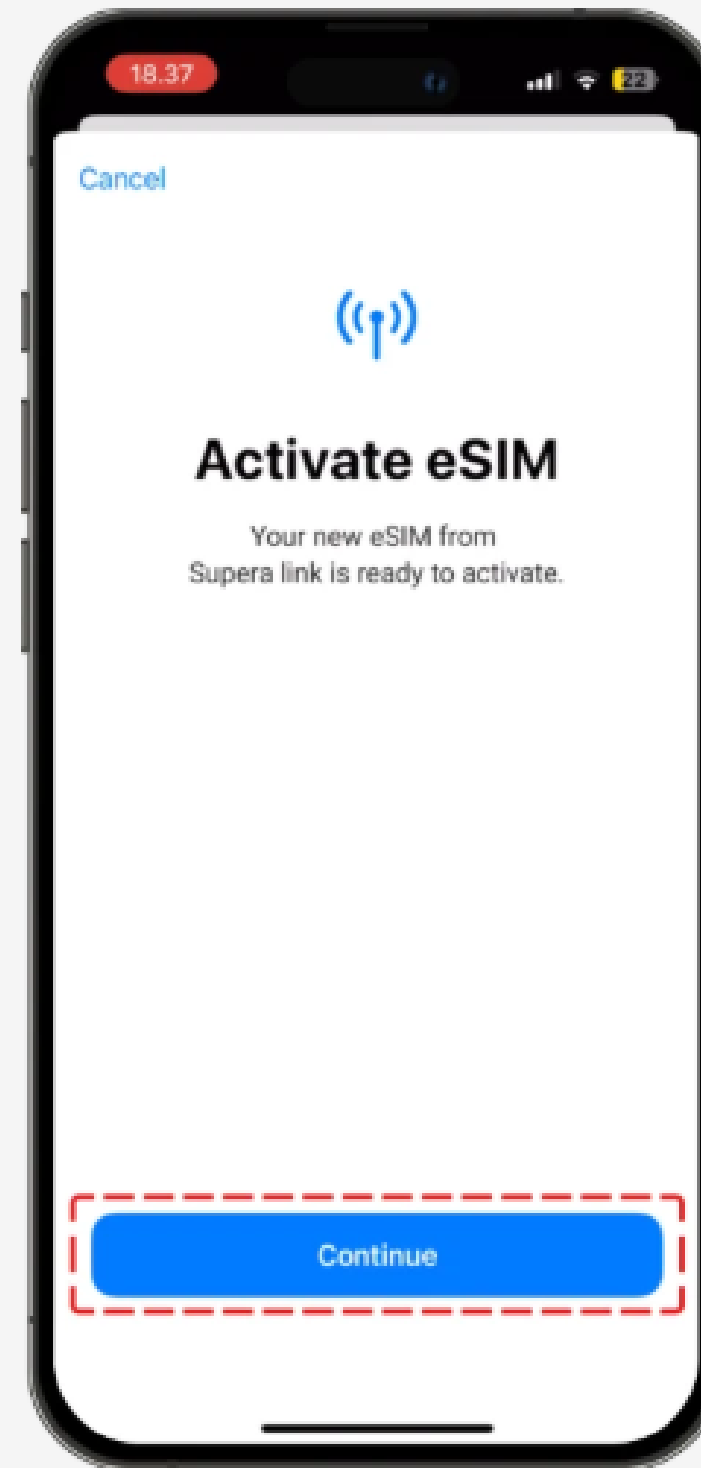 18.37
22
Cancel
Activate eSIM
Your new eSIM from
Supera link is ready to activate.
Continue